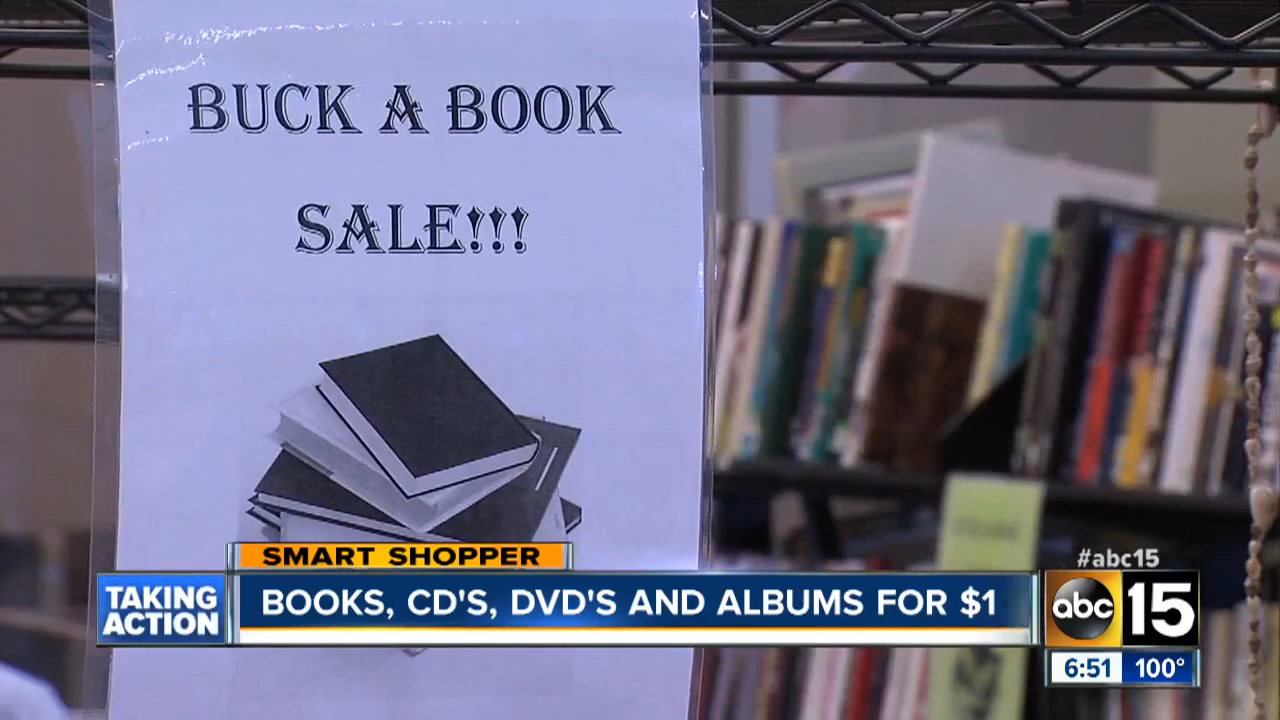 BUCK A BOOK
SALE!!!
SMART SHOPPER
TAKING
ACTION
BOOKS, CD'S, DVD'S AND ALBUMS FOR $1
#abc15
abc 15
6:51 100°